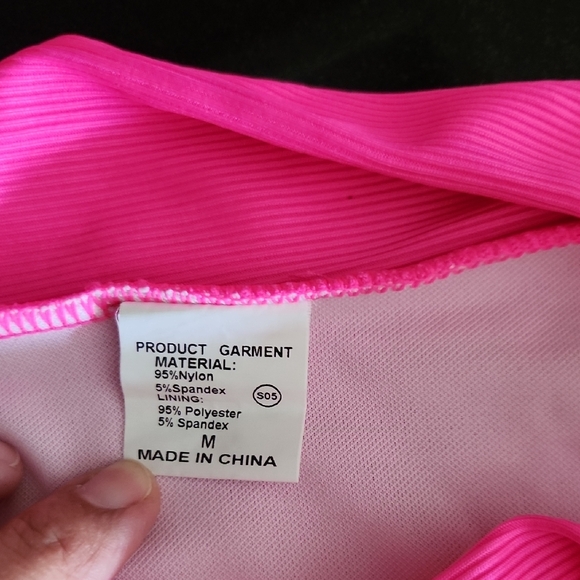 PRODUCT GARMENT
MATERIAL:
95%Nylon
5%Spandex
S05
LINING:
95% Polyester
5% Spandex
M
MADE IN CHINA